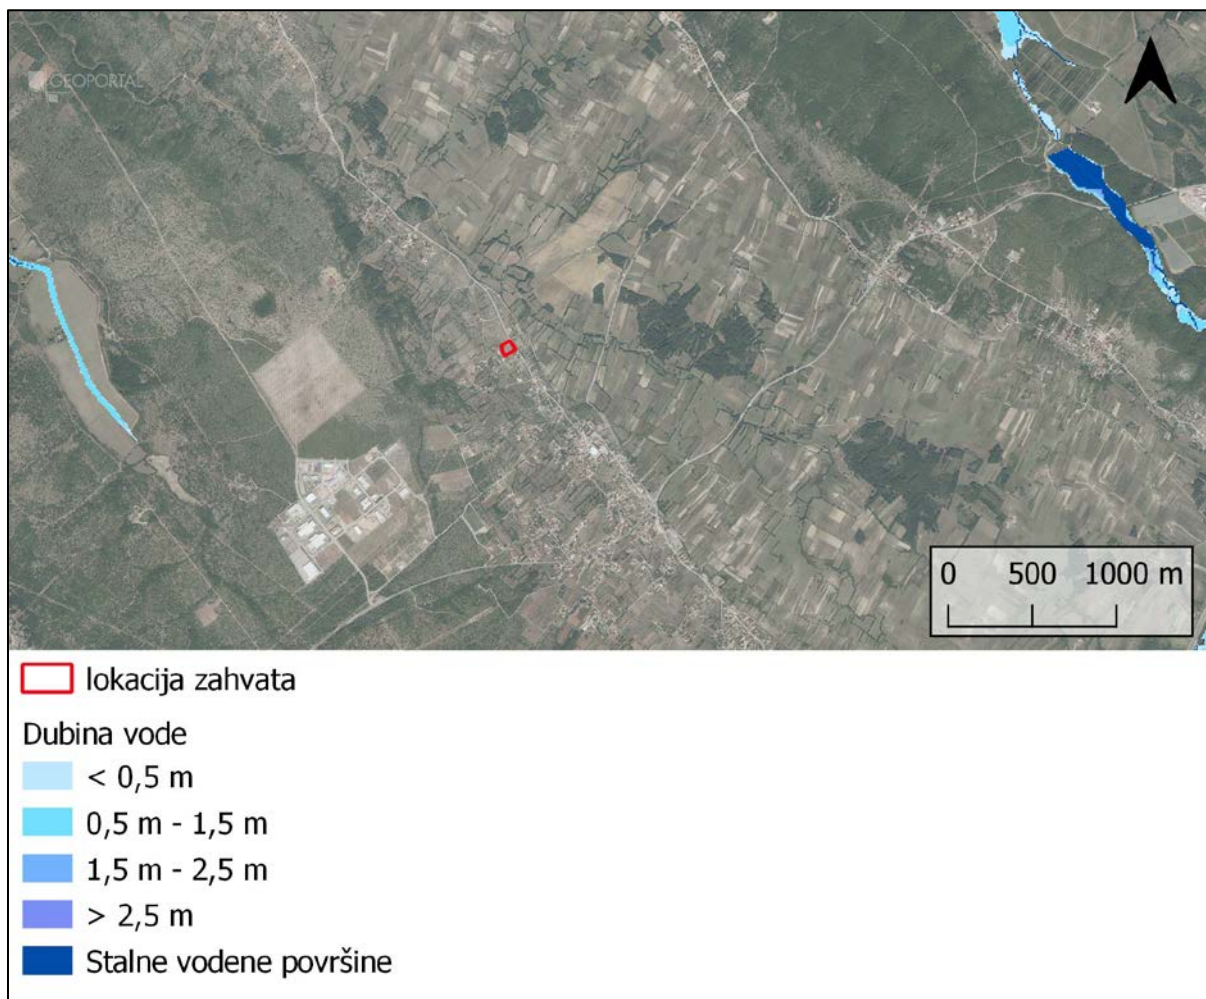 GEOPORTAL
0 500 1000 m
lokacija zahvata
Dubina vode
< 0,5 m
0,5 m - 1,5 m
1,5 m - 2,5 m
> 2,5 m
Stalne vodene površine